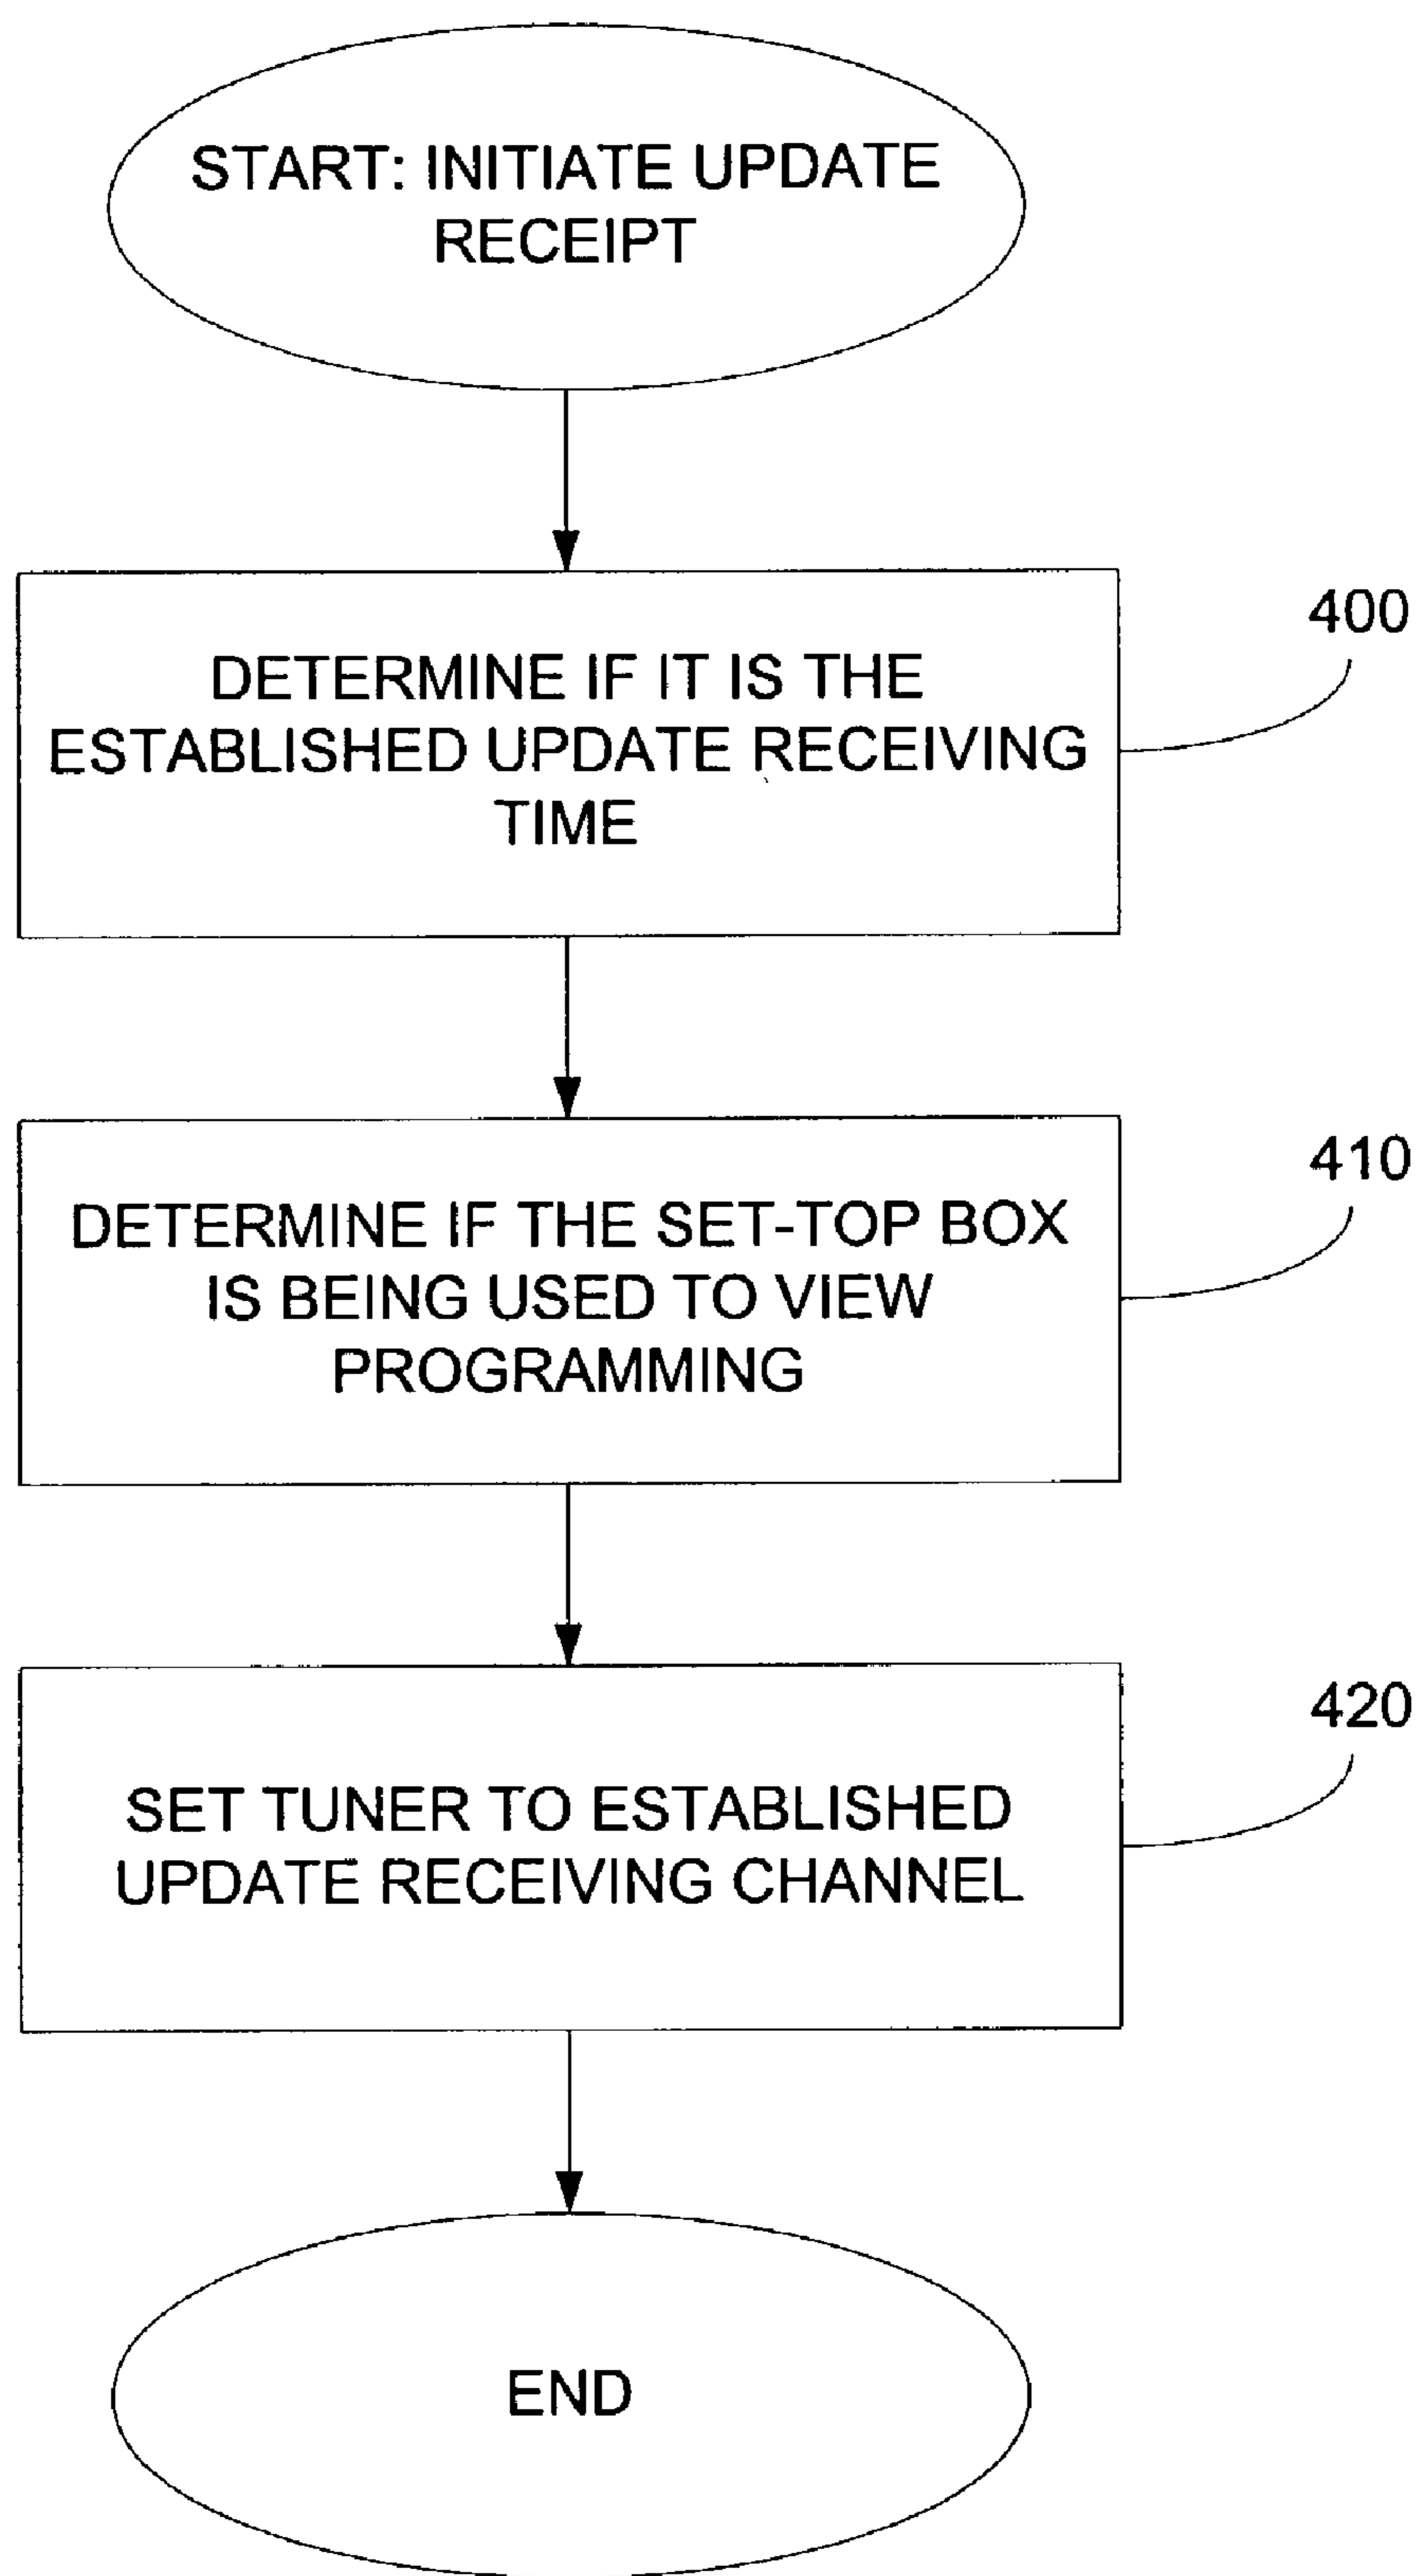 START: INITIATE UPDATE
RECEIPT
400
DETERMINE IF IT IS THE
ESTABLISHED UPDATE RECEIVING
TIME
410
DETERMINE IF THE SET-TOP BOX
IS BEING USED TO VIEW
PROGRAMMING
420
SET TUNER TO ESTABLISHED
UPDATE RECEIVING CHANNEL
END